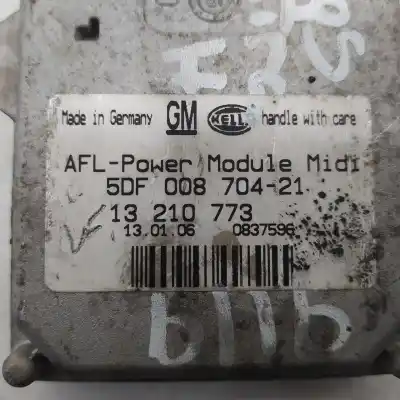 Made in Germany GM HELLA handle with care
AFL-Power Module Midi
5DF 008 704-21
13 210 773
13.01.06 0837596